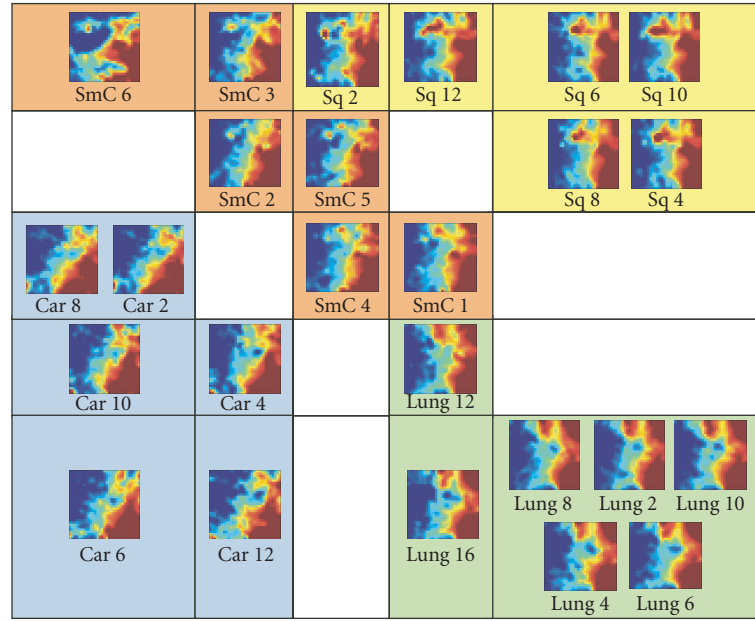 SmC 6
SmC 3
Sq 2
Sq 12
Sq 6
Sq 10
SmC 2
SmC 5
Sq 8
Sq 4
Car 8
Car 2
SmC 4
SmC 1
Car 10
Car 4
Lung 12
Lung 8
Lung 2
Lung 10
Car 6
Car 12
Lung 16
Lung 4
Lung 6